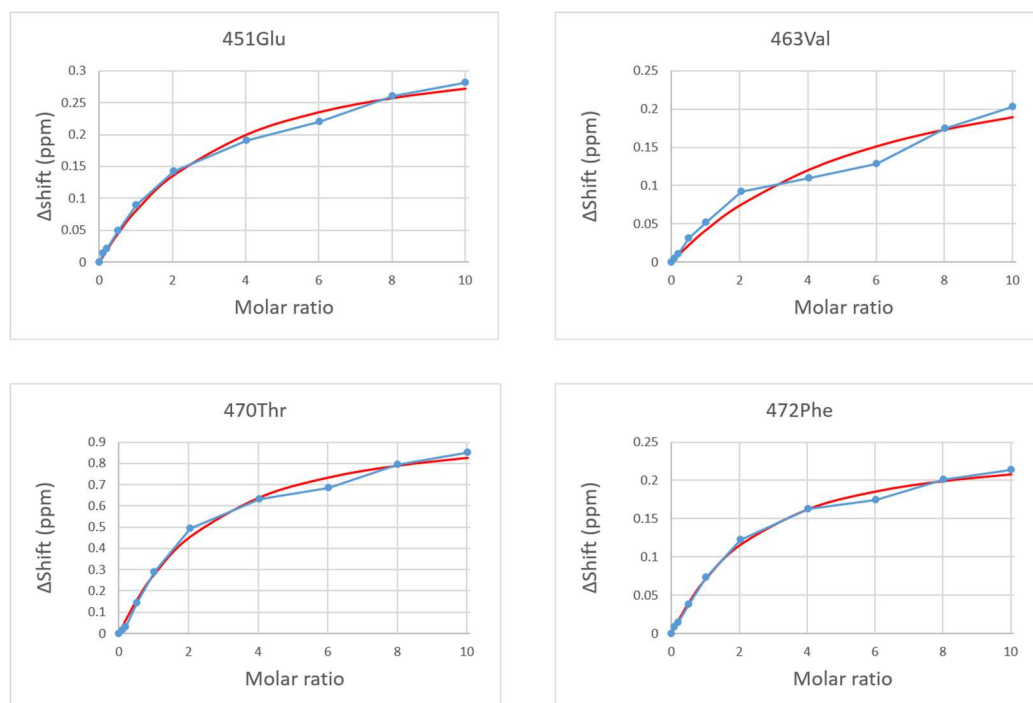 451Glu
0.3
0.25
0.2
0.15
0.1
0.05
0
0 2 4 6 8 10
Δshift (ppm)
Molar ratio
463Val
0.25
0.2
0.15
0.1
0.05
0
0 2 4 6 8 10
ΔShift (ppm)
Molar ratio
470Thr
0.9
0.8
0.7
0.6
0.5
0.4
0.3
0.2
0.1
0
0 2 4 6 8 10
ΔShift (ppm)
Molar ratio
472Phe
0.25
0.2
0.15
0.1
0.05
0
0 2 4 6 8 10
ΔShift (ppm)
Molar ratio